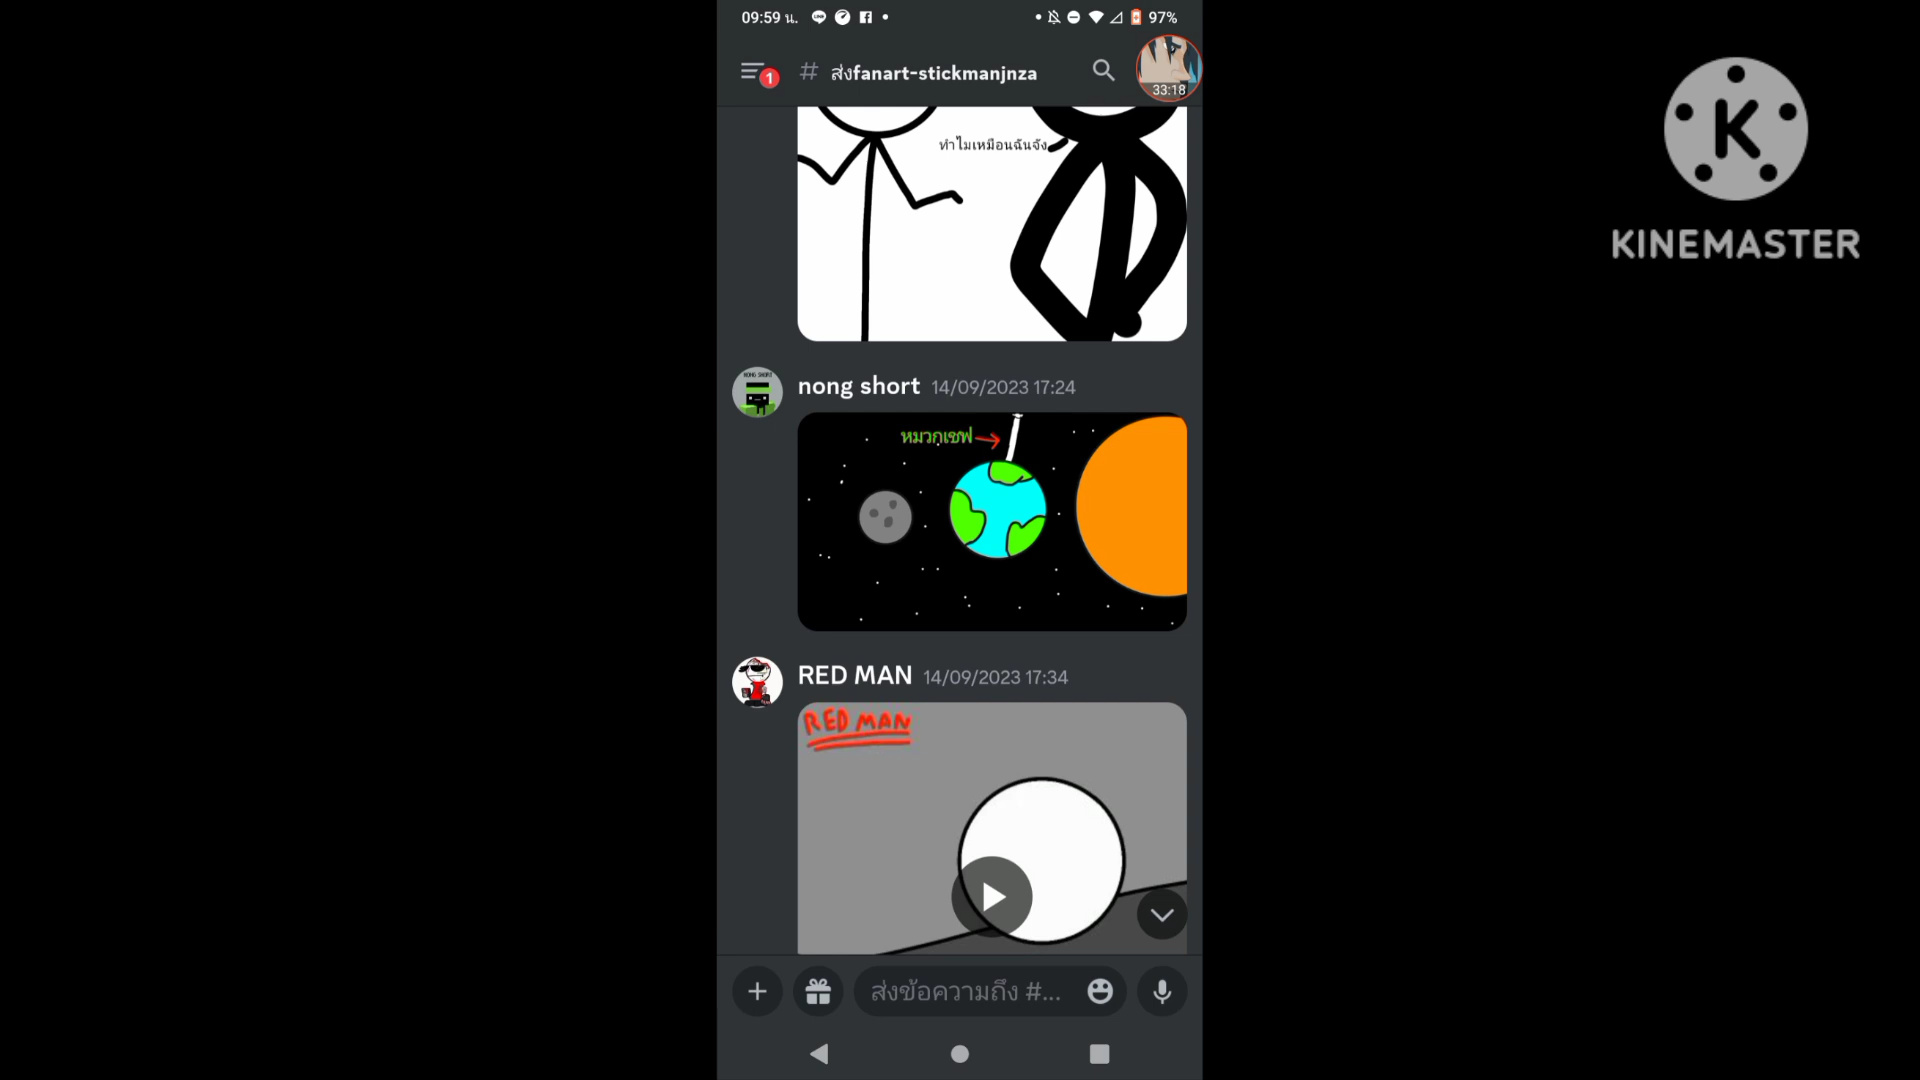 09:59 น.
97%
1
# ส่งfanart-stickmanjnza
33:18
KINEMASTER
ทำไมเหมือนฉันจัง
nong short 14/09/2023 17:24
NONG SHORT
หมวกเชฟ
RED MAN 14/09/2023 17:34
RED MAN
ส่งข้อความถึง #...